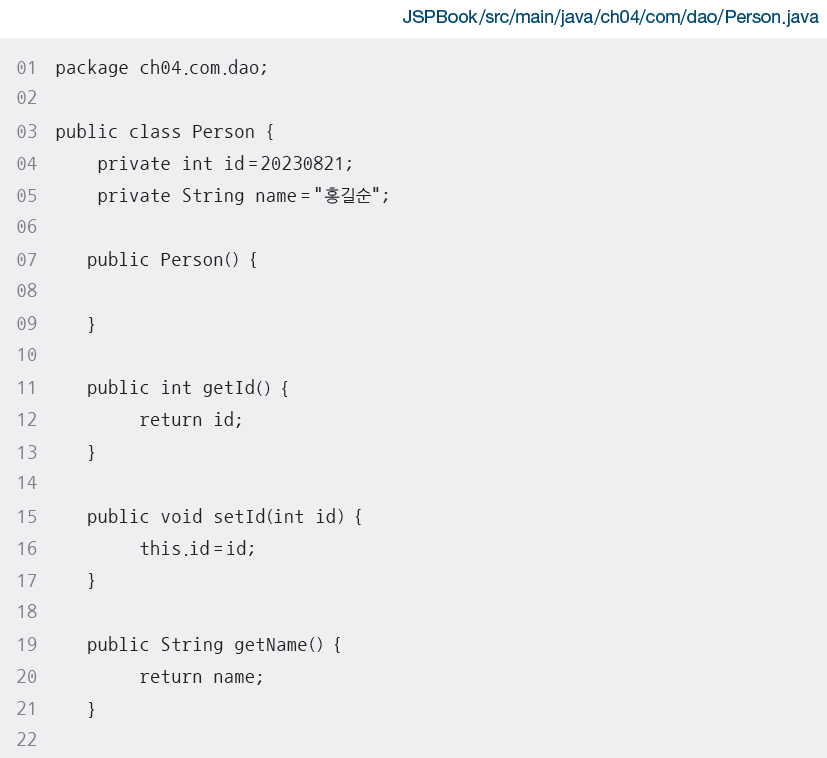 JSPBook/src/main/java/ch04/com/dao/Person.java
01 package ch04.com.dao;
02
03 public class Person {
04     private int id=20230821;
05     private String name="홍길순";
06
07    public Person() {
08
09    }
10
11    public int getId() {
12         return id;
13    }
14
15    public void setId(int id) {
16         this.id=id;
17    }
18
19    public String getName() {
20         return name;
21    }
22